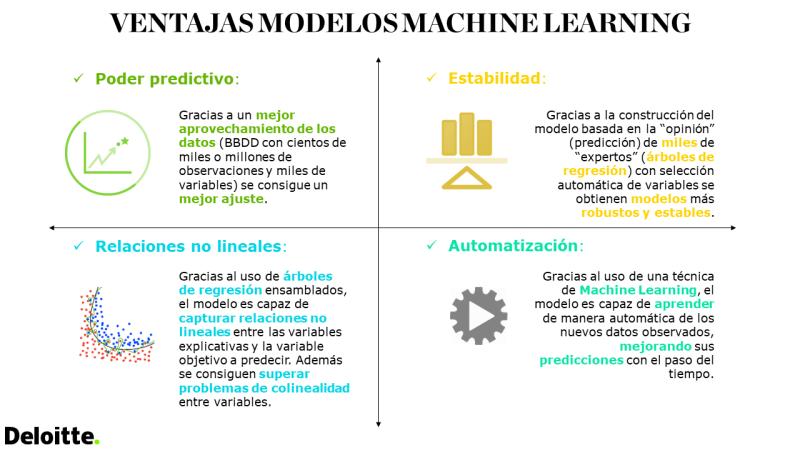 VENTAJAS MODELOS MACHINE LEARNING
✓ Poder predictivo:
Gracias a un mejor
aprovechamiento de los
datos (BBDD con cientos de
miles o millones de
observaciones y miles de
variables) se consigue un
mejor ajuste.
✓ Estabilidad:
Gracias a la construcción del
modelo basada en la “opinión”
(predicción) de miles de
“expertos” (árboles de
regresión) con selección
automática de variables se
obtienen modelos más
robustos y estables.
✓ Relaciones no lineales:
Gracias al uso de árboles
de regresión ensamblados,
el modelo es capaz de
capturar relaciones no
lineales entre las variables
explicativas y la variable
objetivo a predecir. Además
se consiguen superar
problemas de colinealidad
entre variables.
✓ Automatización:
Gracias al uso de una técnica
de Machine Learning, el
modelo es capaz de aprender
de manera automática de los
nuevos datos observados,
mejorando sus
predicciones con el paso del
tiempo.
Deloitte.